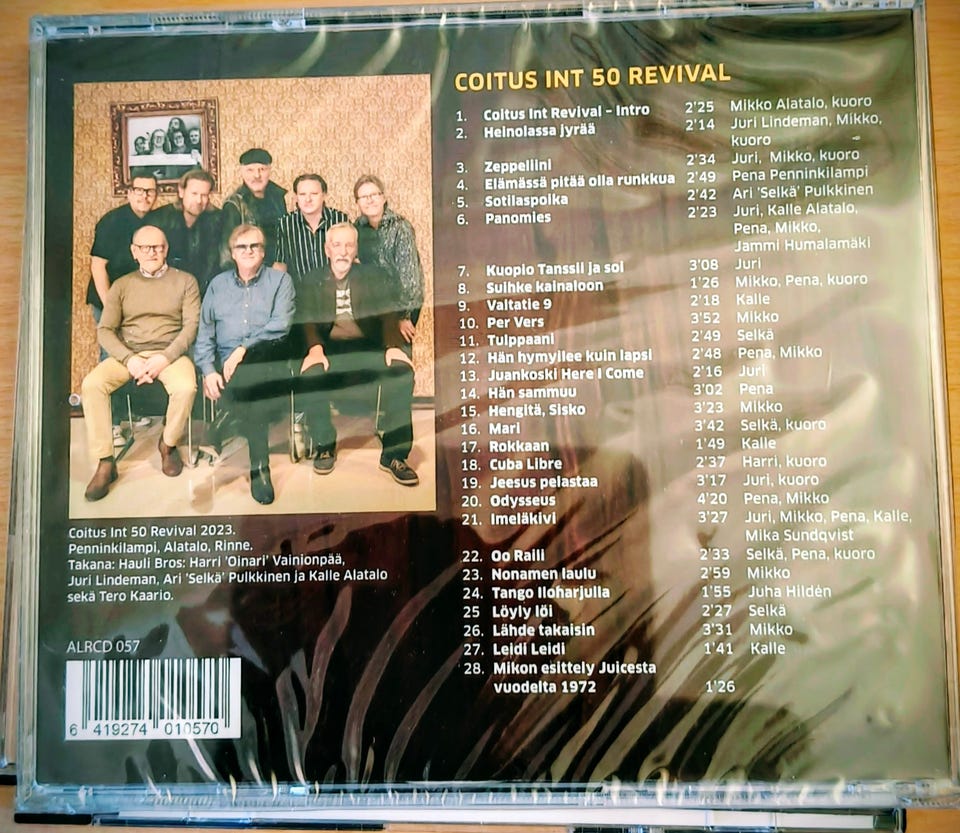 COITUS INT 50 REVIVAL
1. Coitus Int Revival – Intro 2'25 Mikko Alatalo, kuoro
2. Heinolassa jyrää 2'14 Juri Lindeman, Mikko,
kuoro
3. Zeppeliini 2'34 Juri, Mikko, kuoro
4. Elämässä pitää olla runkkua 2'49 Pena Penninkilampi
5. Sotilaspoika 2'42 Ari 'Selkä' Pulkkinen
6. Panomies 2'23 Juri, Kalle Alatalo,
Pena, Mikko,
Jammi Humalamäki
7. Kuopio Tanssii ja soi 3'08 Juri
8. Suihke kainaloon 1'26 Mikko, Pena, kuoro
9. Valtatie 9 2'18 Kalle
10. Per Vers 3'52 Mikko
11. Tulppaani 2'49 Selkä
12. Hän hymyilee kuin lapsi 2'48 Pena, Mikko
13. Juankoski Here I Come 2'16 Juri
14. Hän sammuu 3'02 Pena
15. Hengitä, Sisko 3'23 Mikko
16. Mari 3'42 Selkä, kuoro
17. Rokkaan 1'49 Kalle
18. Cuba Libre 2'37 Harri, kuoro
19. Jeesus pelastaa 3'17 Juri, kuoro
20. Odysseus 4'20 Pena, Mikko
21. Imeläkivi 3'27 Juri, Mikko, Pena, Kalle,
Mika Sundqvist
22. Oo Raili 2'33 Selkä, Pena, kuoro
23. Nonamen laulu 2'59 Mikko
24. Tango Iloharjulla 1'55 Juha Hildén
25 Löyly löi 2'27 Selkä
26. Lähde takaisin 3'31 Mikko
27. Leidi Leidi 1'41 Kalle
28. Mikon esittely Juicesta
vuodelta 1972 1'26
Coitus Int 50 Revival 2023.
Penninkilampi, Alatalo, Rinne.
Takana: Hauli Bros: Harri 'Oinari' Vainionpää,
Juri Lindeman, Ari 'Selkä' Pulkkinen ja Kalle Alatalo
sekä Tero Kaario.
ALRCD 057
6 419274 010570